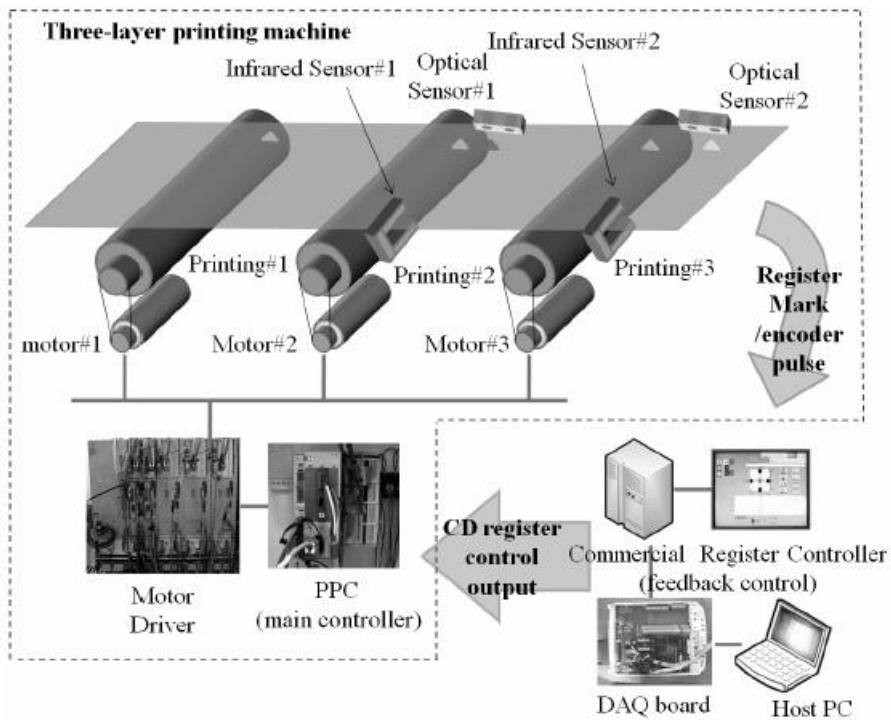 Three-layer printing machine
Infrared Sensor#1
Optical
Sensor#1
Infrared Sensor#2
Optical
Sensor#2
Printing#1
Printing#2
Printing#3
motor#1
Motor#2
Motor#3
Register
Mark
/encoder
pulse
Motor
Driver
PPC
(main controller)
CD register
control
output
Commercial Register Controller
(feedback control)
DAQ board
Host PC